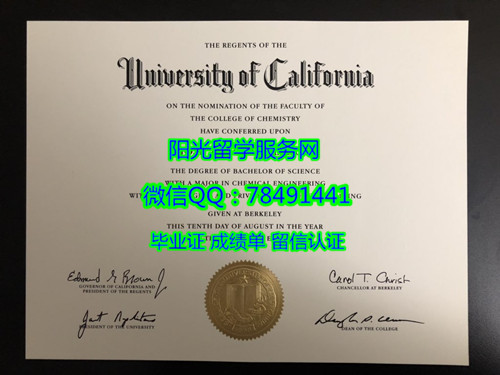 THE REGENTS OF THE
University of California
ON THE NOMINATION OF THE FACULTY OF
THE COLLEGE OF CHEMISTRY
HAVE CONFERRED UPON
阳光留学服务网
THE DEGREE OF BACHELOR OF SCIENCE
WITH A MAJOR IN CHEMICAL ENGINEERING
微信QQ：78491441
GIVEN AT BERKELEY
THIS TENTH DAY OF AUGUST IN THE YEAR
毕业证 成绩单 留信认证
GOVERNOR OF CALIFORNIA AND
PRESIDENT OF THE REGENTS
Carol T. Christ
CHANCELLOR AT BERKELEY
PRESIDENT OF THE UNIVERSITY
DEAN OF THE COLLEGE